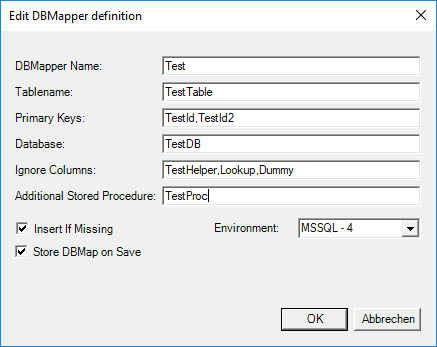 Edit DBMapper definition
DBMapper Name: Test
Tablename: TestTable
Primary Keys: TestId,TestId2
Database: TestDB
Ignore Columns: TestHelper,Lookup,Dummy
Additional Stored Procedure: TestProc
Insert If Missing Environment: MSSQL - 4
Store DBMap on Save
OK Abbrechen